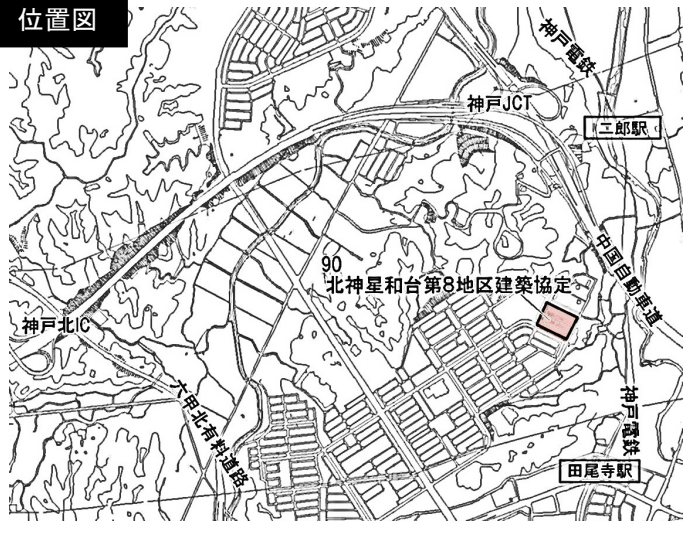 位置図
神戸電鉄
神戸JCT
二郎駅
中国自動車道
90
北神星和台第8地区建築協定
神戸北IC
六甲北有料道路
神戸電鉄
田尾寺駅